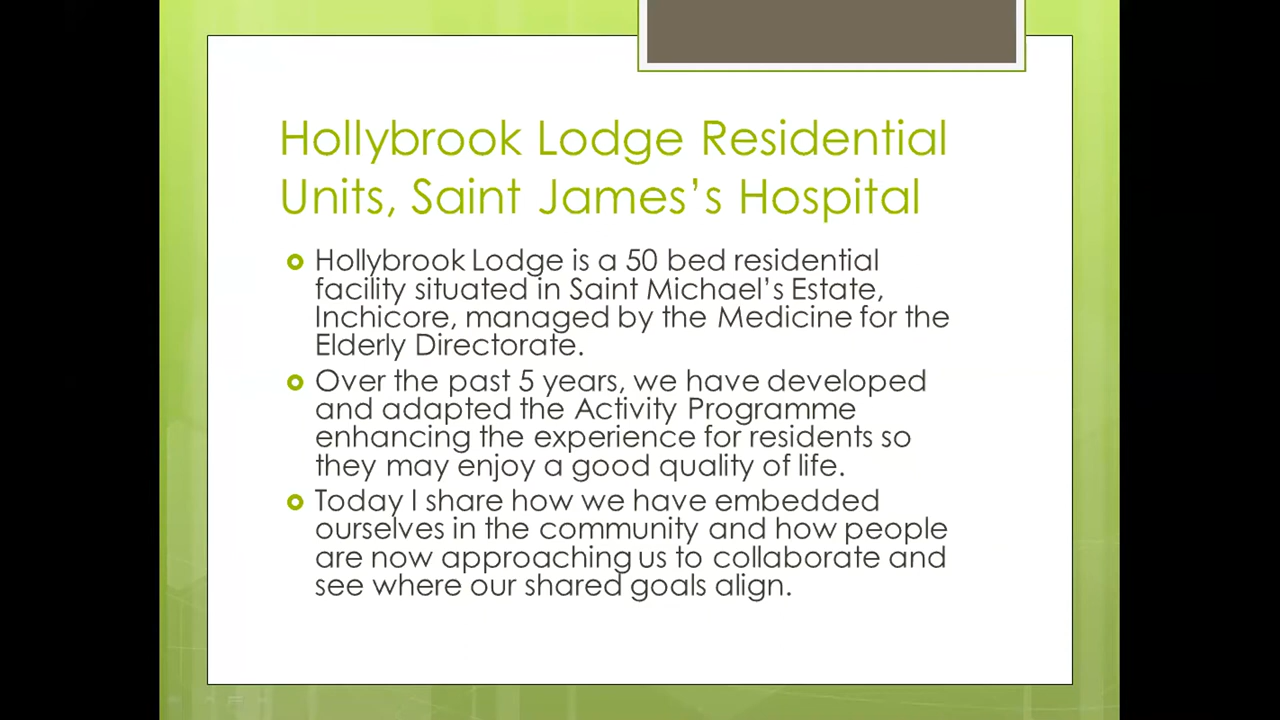 Hollybrook Lodge Residential
Units, Saint James’s Hospital
Hollybrook Lodge is a 50 bed residential
facility situated in Saint Michael’s Estate,
Inchicore, managed by the Medicine for the
Elderly Directorate.
Over the past 5 years, we have developed
and adapted the Activity Programme
enhancing the experience for residents so
they may enjoy a good quality of life.
Today I share how we have embedded
ourselves in the community and how people
are now approaching us to collaborate and
see where our shared goals align.